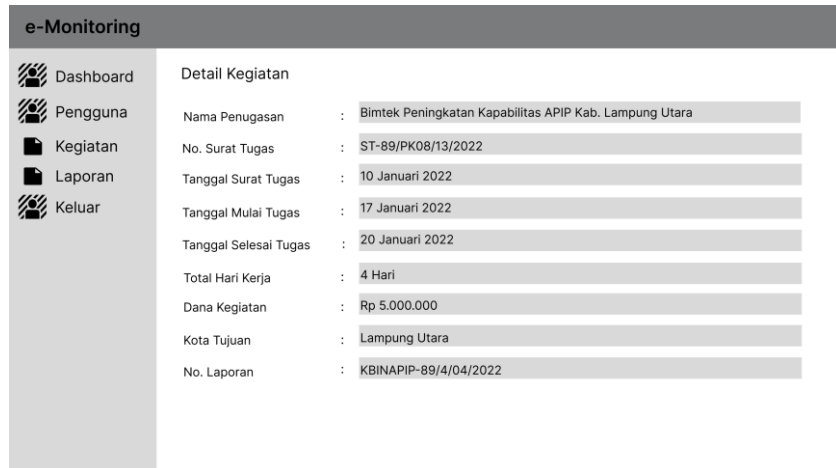 e-Monitoring
Dashboard
Pengguna
Kegiatan
Laporan
Keluar
Detail Kegiatan
Nama Penugasan : Bimtek Peningkatan Kapabilitas APIP Kab. Lampung Utara
No. Surat Tugas : ST-89/PK08/13/2022
Tanggal Surat Tugas : 10 Januari 2022
Tanggal Mulai Tugas : 17 Januari 2022
Tanggal Selesai Tugas : 20 Januari 2022
Total Hari Kerja : 4 Hari
Dana Kegiatan : Rp 5.000.000
Kota Tujuan : Lampung Utara
No. Laporan : KBINAPIP-89/4/04/2022